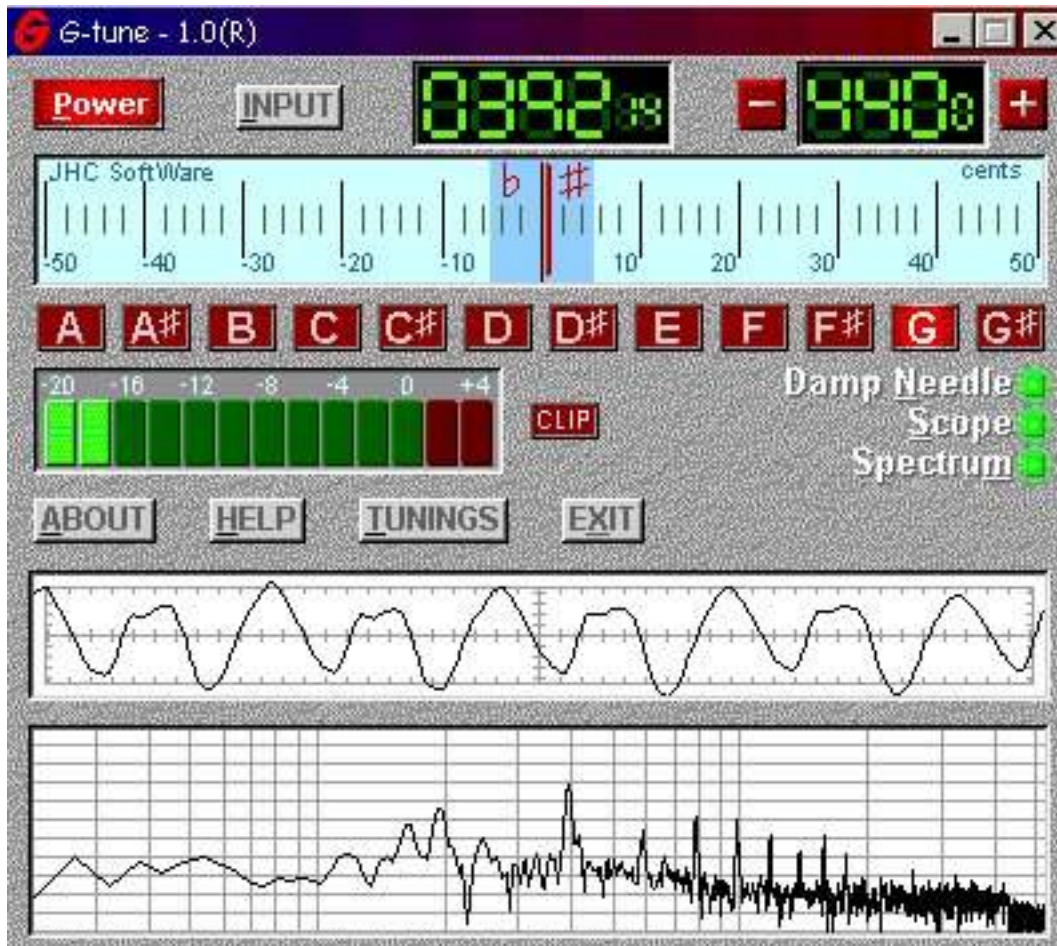 G-tune - 1.0(R)
Power INPUT 0392 − 4400 +
JHC SoftWare ♭ ♯ cents
-50 -40 -30 -20 -10 10 20 30 40 50
A A♯ B C C♯ D D♯ E F F♯ G G♯
-20 -16 -12 -8 -4 0 +4
CLIP
Damp Needle
Scope
Spectrum
ABOUT HELP TUNINGS EXIT